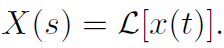 X(s) = ℒ[x(t)].